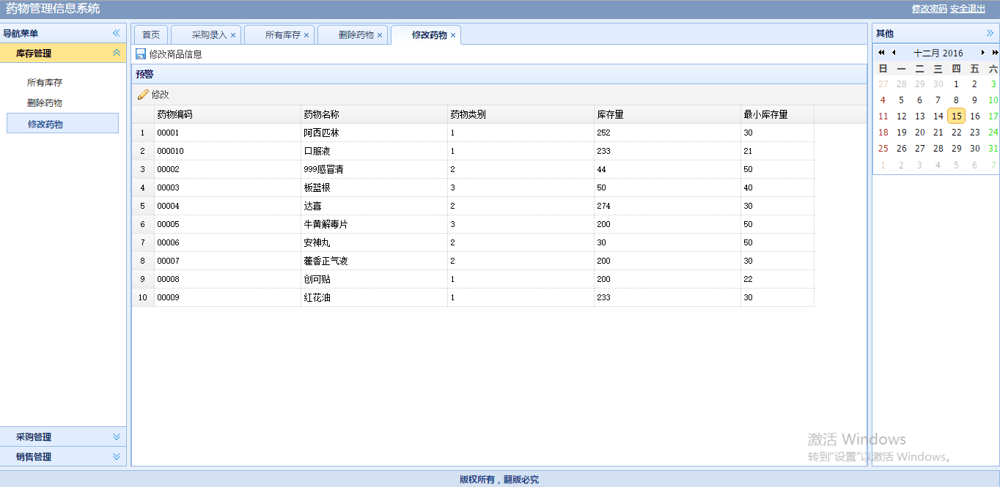 药物管理信息系统
修改密码 安全退出
导航菜单
库存管理
所有库存
删除药物
修改药物
采购管理
销售管理
首页 采购录入 所有库存 删除药物 修改药物
修改商品信息
预警
修改
药物编码 药物名称 药物类别 库存量 最小库存量
1 00001 阿西匹林 1 252 30
2 000010 口服液 1 233 21
3 00002 999感冒清 2 44 50
4 00003 板蓝根 3 50 40
5 00004 达喜 2 274 30
6 00005 牛黄解毒片 3 200 50
7 00006 安神丸 2 30 50
8 00007 藿香正气液 2 200 30
9 00008 创可贴 1 200 22
10 00009 红花油 1 233 30
其他
十二月 2016
日 一 二 三 四 五 六
27 28 29 30 1 2 3
4 5 6 7 8 9 10
11 12 13 14 15 16 17
18 19 20 21 22 23 24
25 26 27 28 29 30 31
1 2 3 4 5 6 7
激活 Windows
转到“设置”以激活 Windows。
版权所有，翻版必究